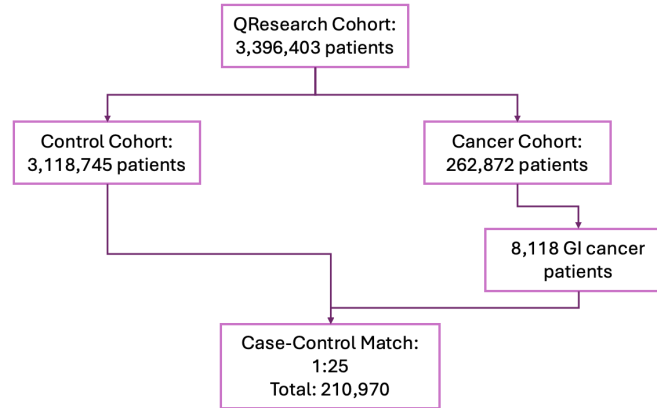 QResearch Cohort:
3,396,403 patients
Control Cohort:
3,118,745 patients
Cancer Cohort:
262,872 patients
8,118 GI cancer
patients
Case-Control Match:
1:25
Total: 210,970